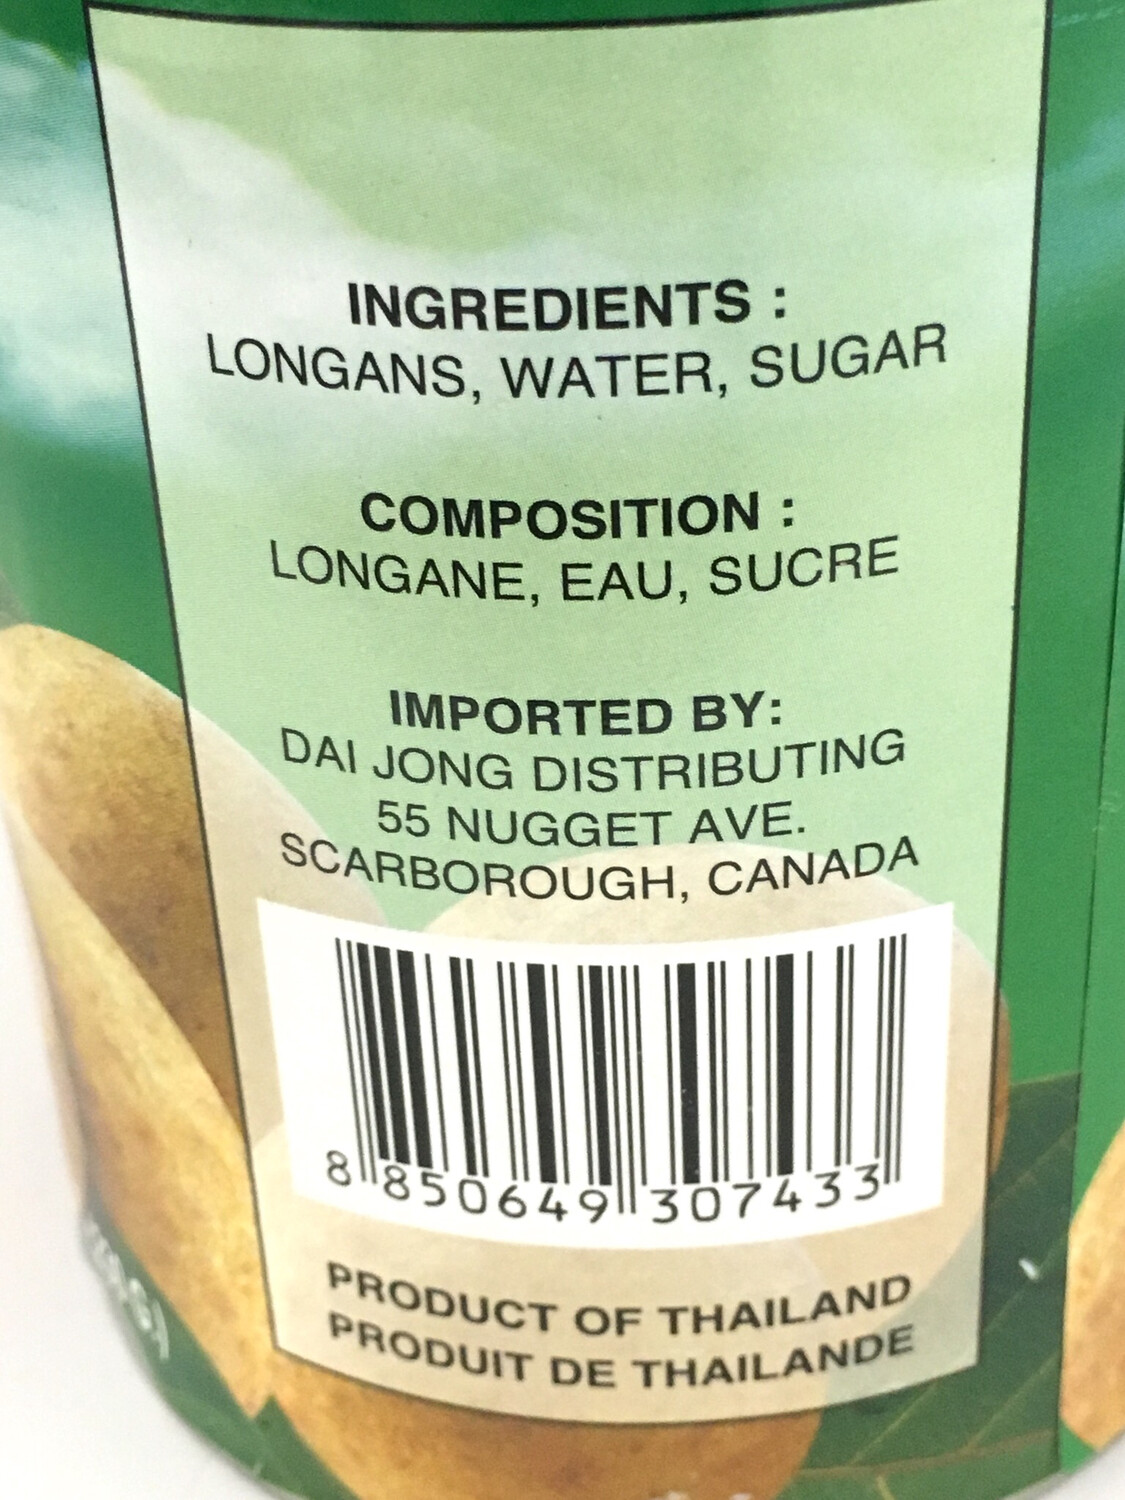 INGREDIENTS :
LONGANS, WATER, SUGAR
COMPOSITION :
LONGANE, EAU, SUCRE
IMPORTED BY:
DAI JONG DISTRIBUTING
55 NUGGET AVE.
SCARBOROUGH, CANADA
8 850649 307433
PRODUCT OF THAILAND
PRODUIT DE THAILANDE